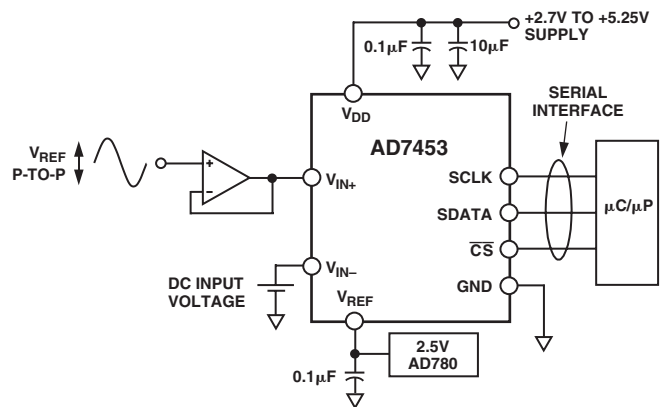 +2.7V TO +5.25V
SUPPLY
0.1µF
10µF
V_DD
AD7453
SERIAL
INTERFACE
V_REF
P-TO-P
+
−
V_IN+
SCLK
SDATA
C̅S̅
GND
µC/µP
V_IN−
DC INPUT
VOLTAGE
V_REF
2.5V
AD780
0.1µF